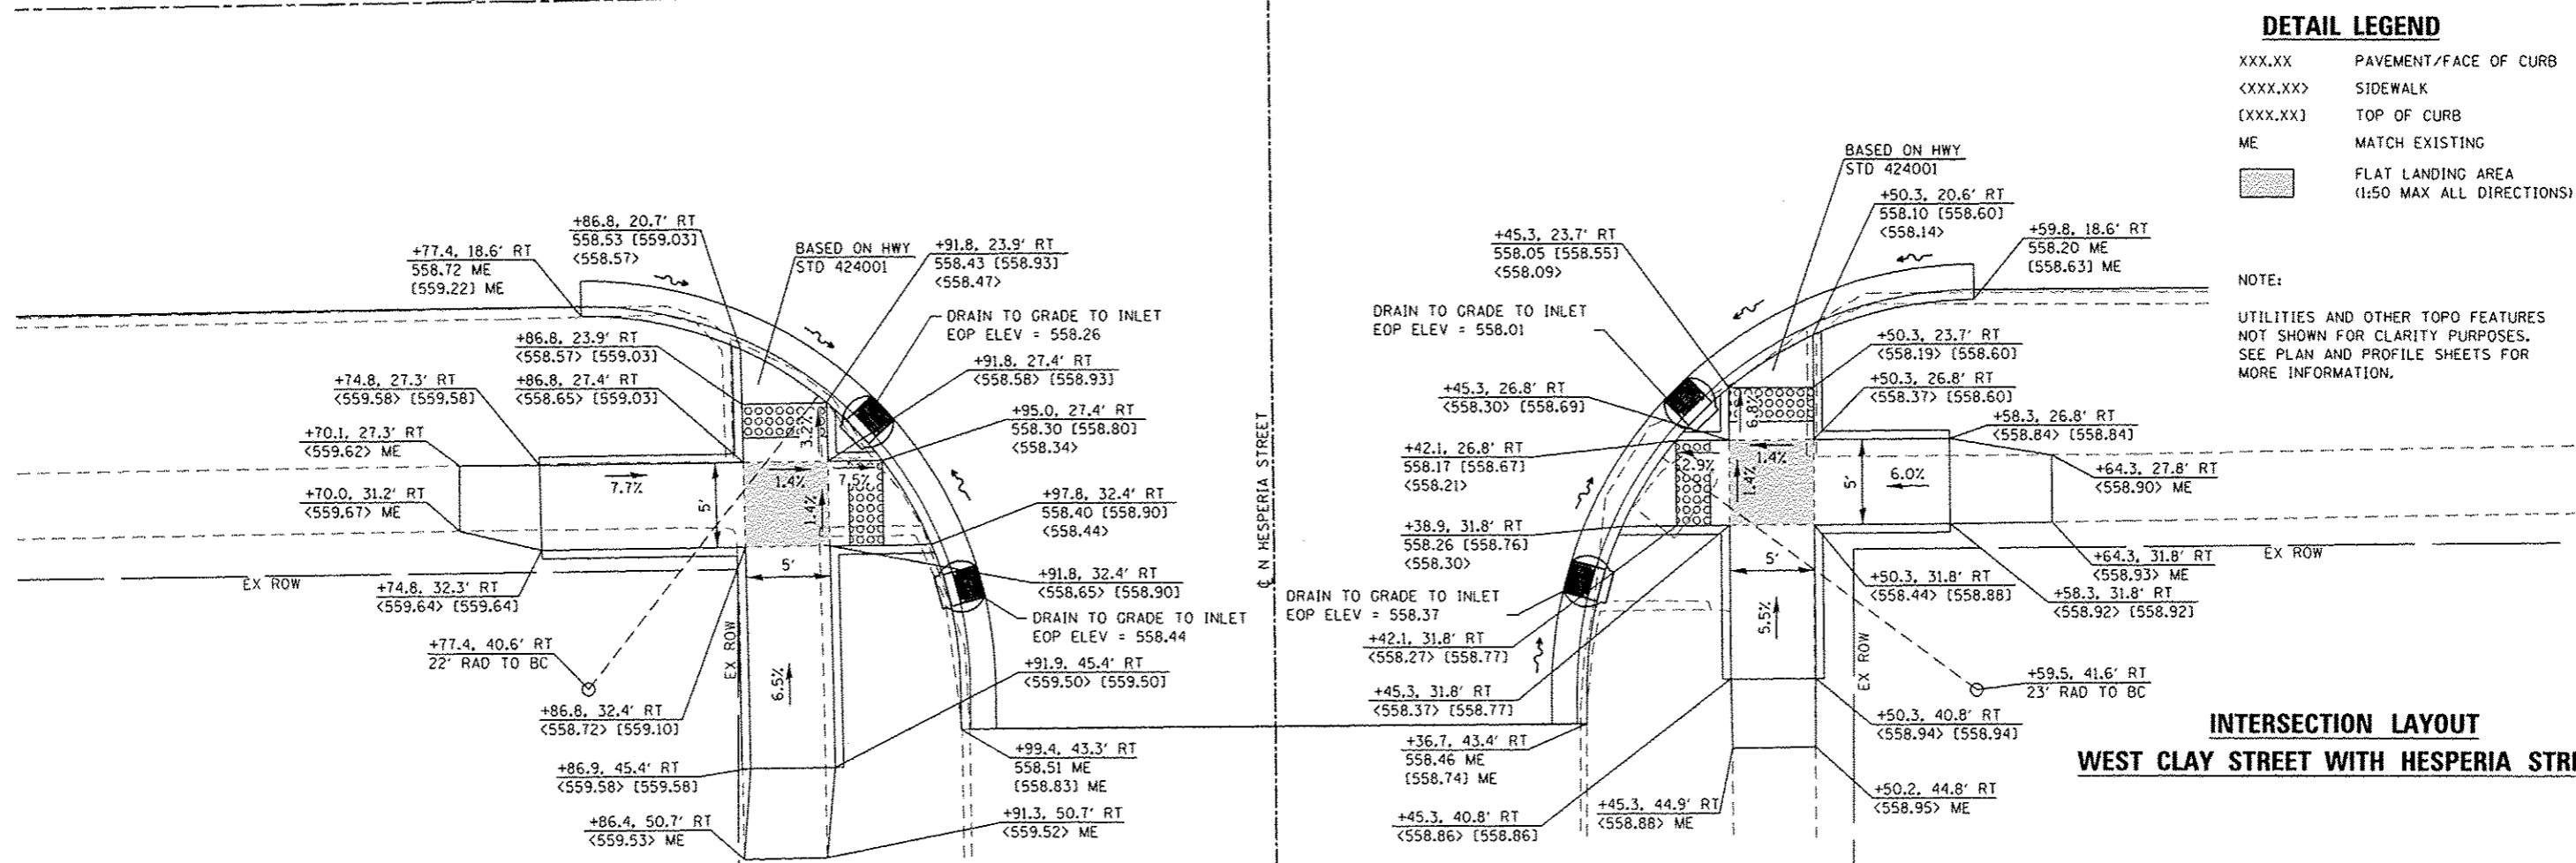 DETAIL LEGEND
XXX.XX PAVEMENT/FACE OF CURB
<XXX.XX> SIDEWALK
[XXX.XX] TOP OF CURB
ME MATCH EXISTING
FLAT LANDING AREA
(1:50 MAX ALL DIRECTIONS)
NOTE:
UTILITIES AND OTHER TOPO FEATURES
NOT SHOWN FOR CLARITY PURPOSES.
SEE PLAN AND PROFILE SHEETS FOR
MORE INFORMATION.
+77.4, 18.6' RT
558.72 ME
[559.22] ME
+86.8, 20.7' RT
558.53 [559.03]
<558.57>
BASED ON HWY
STD 424001
+91.8, 23.9' RT
558.43 [558.93]
<558.47>
DRAIN TO GRADE TO INLET
EOP ELEV = 558.26
+86.8, 23.9' RT
<558.57> [559.03]
+91.8, 27.4' RT
<558.58> [558.93]
+74.8, 27.3' RT
<559.58> [559.58]
+86.8, 27.4' RT
<558.65> [559.03]
+95.0, 27.4' RT
558.30 [558.80]
<558.34>
+70.1, 27.3' RT
<559.62> ME
+70.0, 31.2' RT
<559.67> ME
7.7%
5'
1.4%
1.4%
3.2%
7.5%
+97.8, 32.4' RT
558.40 [558.90]
<558.44>
EX ROW
+74.8, 32.3' RT
<559.64> [559.64]
5'
+91.8, 32.4' RT
<558.65> [558.90]
DRAIN TO GRADE TO INLET
EOP ELEV = 558.44
+77.4, 40.6' RT
22' RAD TO BC
EX ROW
6.5%
+91.9, 45.4' RT
<559.50> [559.50]
+86.8, 32.4' RT
<558.72> [559.10]
+86.9, 45.4' RT
<559.58> [559.58]
+99.4, 43.3' RT
558.51 ME
[558.83] ME
+86.4, 50.7' RT
<559.53> ME
+91.3, 50.7' RT
<559.52> ME
℄ N HESPERIA STREET
BASED ON HWY
STD 424001
+50.3, 20.6' RT
558.10 [558.60]
<558.14>
+45.3, 23.7' RT
558.05 [558.55]
<558.09>
+59.8, 18.6' RT
558.20 ME
[558.63] ME
DRAIN TO GRADE TO INLET
EOP ELEV = 558.01
+50.3, 23.7' RT
<558.19> [558.60]
+45.3, 26.8' RT
<558.30> [558.69]
+50.3, 26.8' RT
<558.37> [558.60]
+58.3, 26.8' RT
<558.84> [558.84]
+42.1, 26.8' RT
558.17 [558.67]
<558.21>
6.8%
2.9%
1.4%
1.4%
5'
6.0%
+64.3, 27.8' RT
<558.90> ME
+38.9, 31.8' RT
558.26 [558.76]
<558.30>
+64.3, 31.8' RT
<558.93> ME
EX ROW
DRAIN TO GRADE TO INLET
EOP ELEV = 558.37
5'
+50.3, 31.8' RT
<558.44> [558.88]
+58.3, 31.8' RT
<558.92> [558.92]
+42.1, 31.8' RT
<558.27> [558.77]
5.5%
EX ROW
+45.3, 31.8' RT
<558.37> [558.77]
+59.5, 41.6' RT
23' RAD TO BC
+50.3, 40.8' RT
<558.94> [558.94]
+36.7, 43.4' RT
558.46 ME
[558.74] ME
+45.3, 40.8' RT
<558.86> [558.86]
+45.3, 44.9' RT
<558.88> ME
+50.2, 44.8' RT
<558.95> ME
INTERSECTION LAYOUT
WEST CLAY STREET WITH HESPERIA STRE